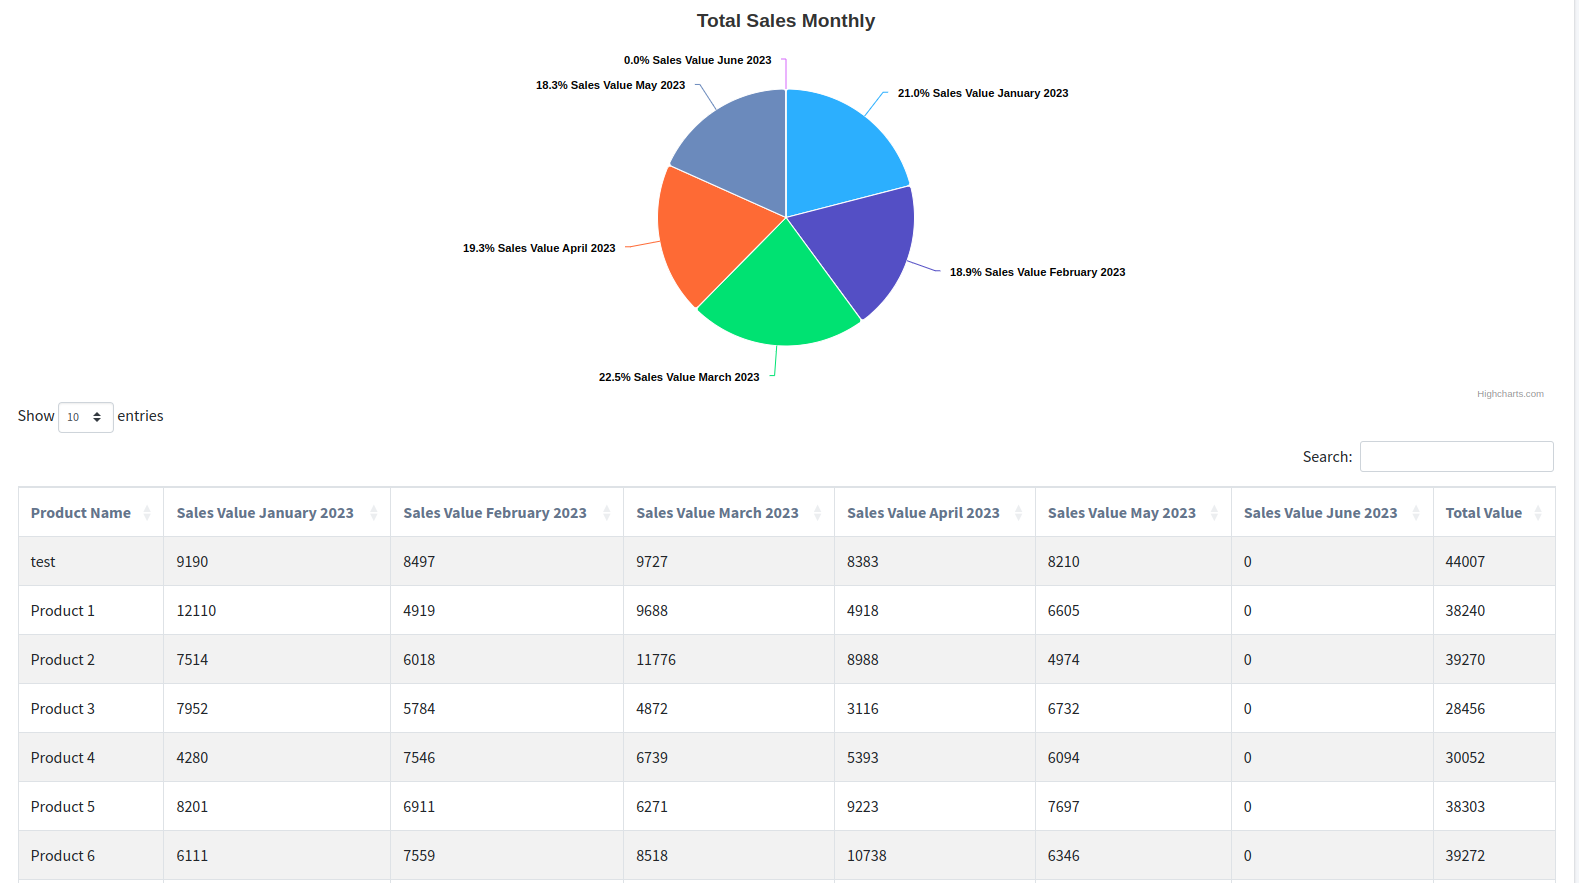 Total Sales Monthly
0.0% Sales Value June 2023
18.3% Sales Value May 2023
21.0% Sales Value January 2023
19.3% Sales Value April 2023
18.9% Sales Value February 2023
22.5% Sales Value March 2023
Highcharts.com
Show 10 entries
Search:
Product Name Sales Value January 2023 Sales Value February 2023 Sales Value March 2023 Sales Value April 2023 Sales Value May 2023 Sales Value June 2023 Total Value
test 9190 8497 9727 8383 8210 0 44007
Product 1 12110 4919 9688 4918 6605 0 38240
Product 2 7514 6018 11776 8988 4974 0 39270
Product 3 7952 5784 4872 3116 6732 0 28456
Product 4 4280 7546 6739 5393 6094 0 30052
Product 5 8201 6911 6271 9223 7697 0 38303
Product 6 6111 7559 8518 10738 6346 0 39272